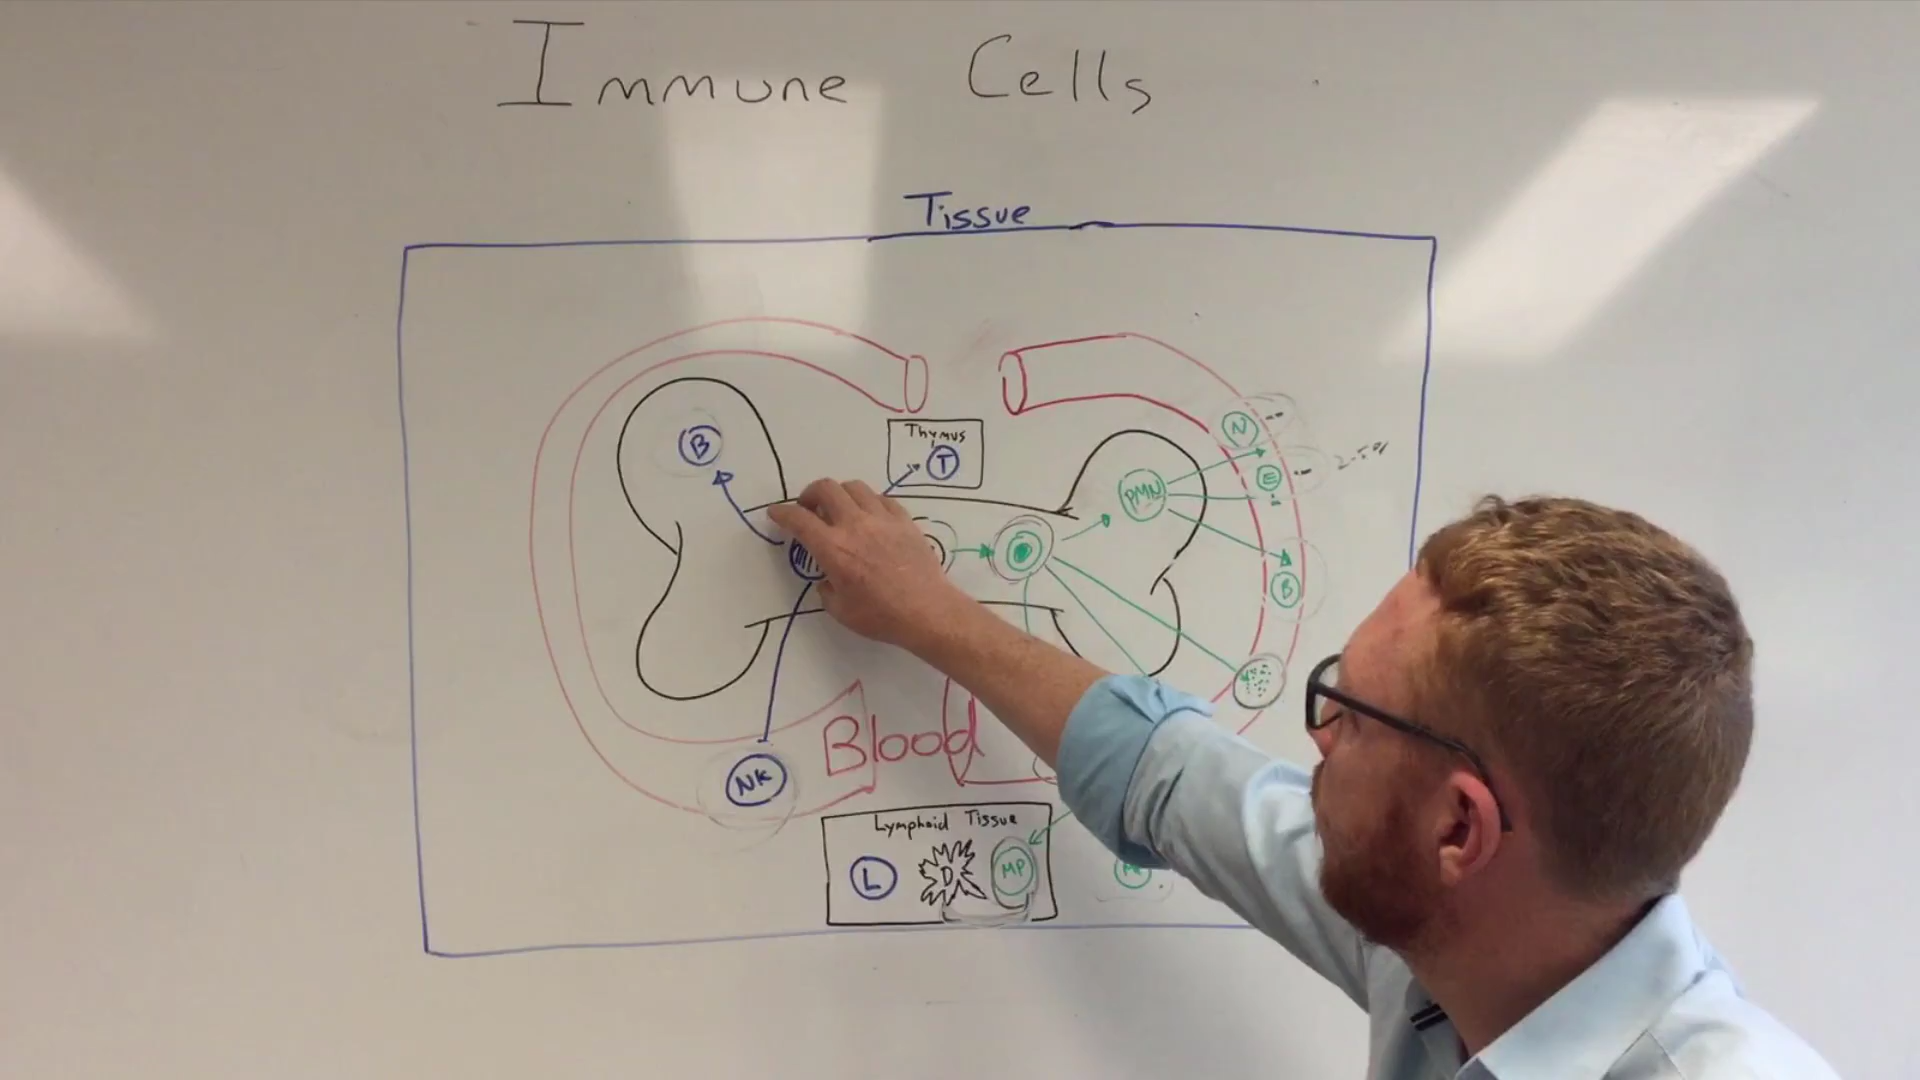 Immune Cells
Tissue
Thymus
T
B
N
E
PMN
B
Blood
NK
Lymphoid Tissue
L
D
MP